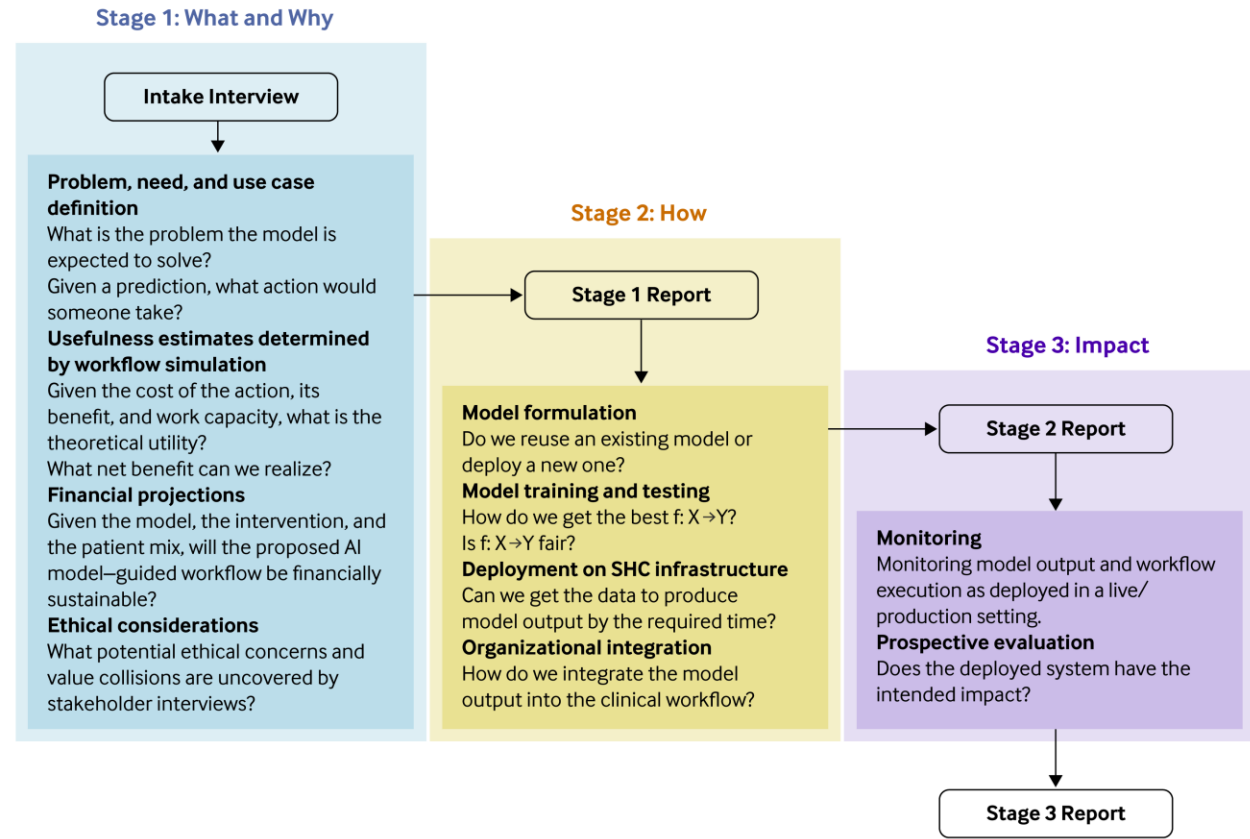 Stage 1: What and Why
Intake Interview
Problem, need, and use case
definition
What is the problem the model is
expected to solve?
Given a prediction, what action would
someone take?
Usefulness estimates determined
by workflow simulation
Given the cost of the action, its
benefit, and work capacity, what is the
theoretical utility?
What net benefit can we realize?
Financial projections
Given the model, the intervention, and
the patient mix, will the proposed AI
model–guided workflow be financially
sustainable?
Ethical considerations
What potential ethical concerns and
value collisions are uncovered by
stakeholder interviews?
Stage 2: How
Stage 1 Report
Model formulation
Do we reuse an existing model or
deploy a new one?
Model training and testing
How do we get the best f: X→Y?
Is f: X→Y fair?
Deployment on SHC infrastructure
Can we get the data to produce
model output by the required time?
Organizational integration
How do we integrate the model
output into the clinical workflow?
Stage 3: Impact
Stage 2 Report
Monitoring
Monitoring model output and workflow
execution as deployed in a live/
production setting.
Prospective evaluation
Does the deployed system have the
intended impact?
Stage 3 Report